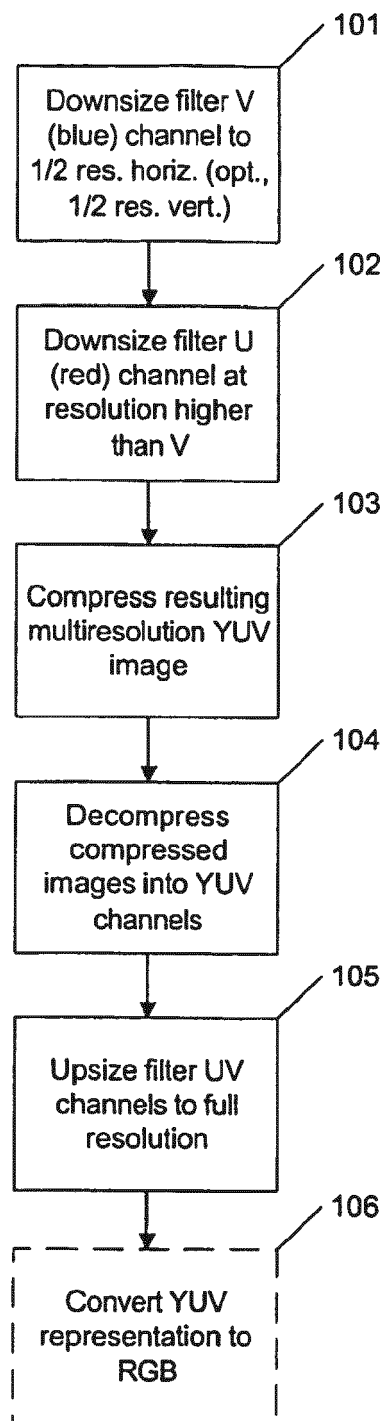 101
Downsize filter V
(blue) channel to
1/2 res. horiz. (opt.,
1/2 res. vert.)
102
Downsize filter U
(red) channel at
resolution higher
than V
103
Compress resulting
multiresolution YUV
image
104
Decompress
compressed
images into YUV
channels
105
Upsize filter UV
channels to full
resolution
106
Convert YUV
representation to
RGB